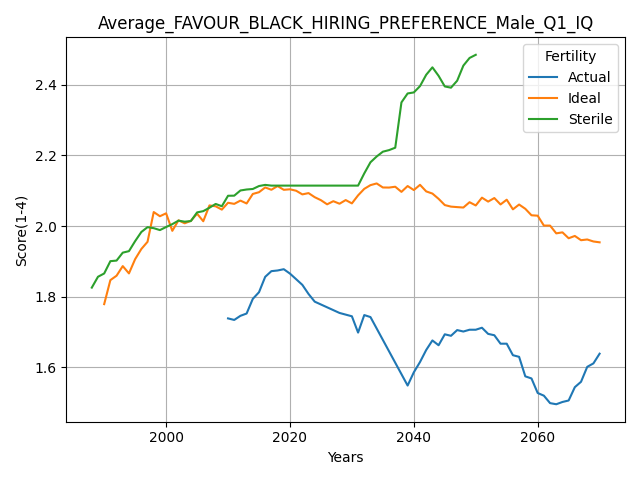 Average_FAVOUR_BLACK_HIRING_PREFERENCE_Male_Q1_IQ
Fertility
Actual
Ideal
Sterile
Score(1-4)
2.4
2.2
2.0
1.8
1.6
2000
2020
2040
2060
Years